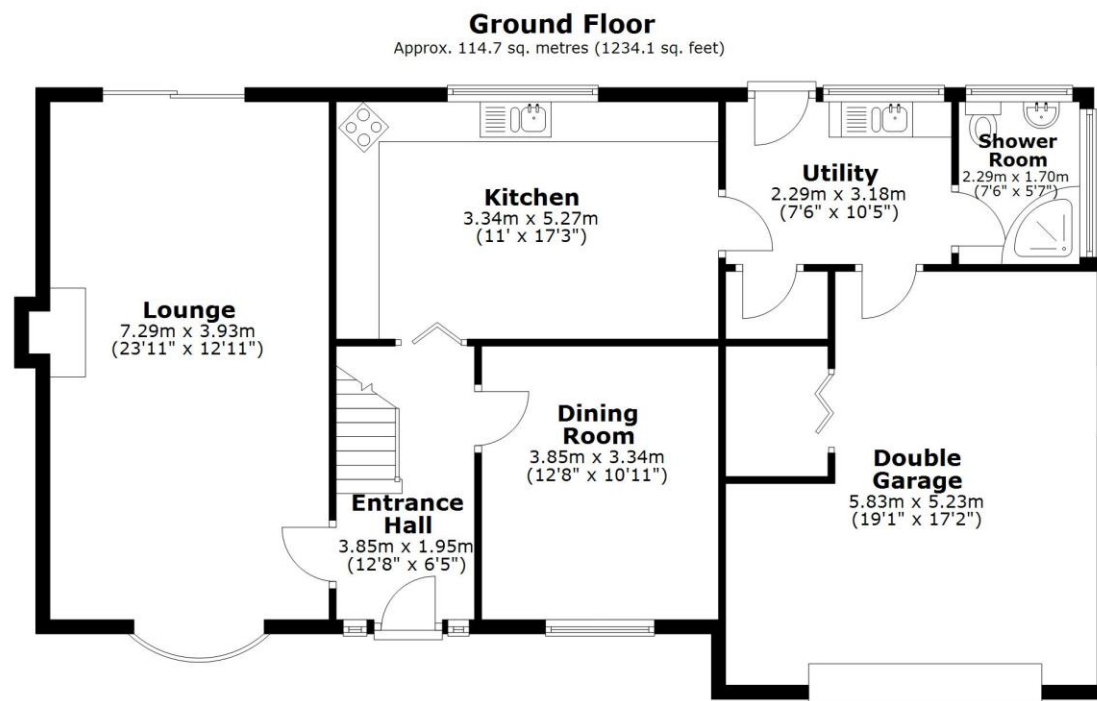 Ground Floor
Approx. 114.7 sq. metres (1234.1 sq. feet)
Lounge
7.29m x 3.93m
(23'11" x 12'11")
Kitchen
3.34m x 5.27m
(11' x 17'3")
Utility
2.29m x 3.18m
(7'6" x 10'5")
Shower
Room
2.29m x 1.70m
(7'6" x 5'7")
Entrance
Hall
3.85m x 1.95m
(12'8" x 6'5")
Dining
Room
3.85m x 3.34m
(12'8" x 10'11")
Double
Garage
5.83m x 5.23m
(19'1" x 17'2")